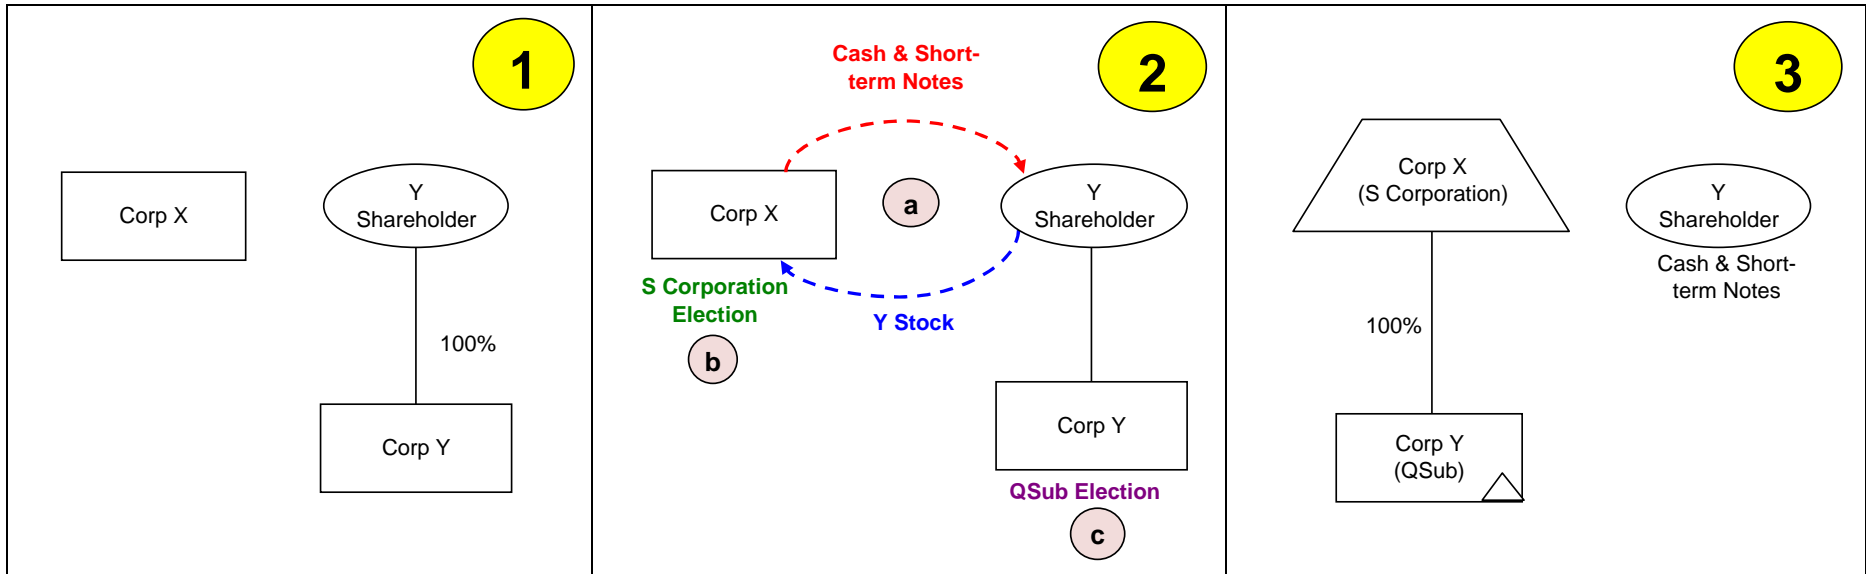 1
Corp X
Y
Shareholder
100%
Corp Y
2
Cash & Short-
term Notes
Corp X
a
Y
Shareholder
S Corporation
Election
b
Y Stock
Corp Y
QSub Election
c
3
Corp X
(S Corporation)
Y
Shareholder
Cash & Short-
term Notes
100%
Corp Y
(QSub)